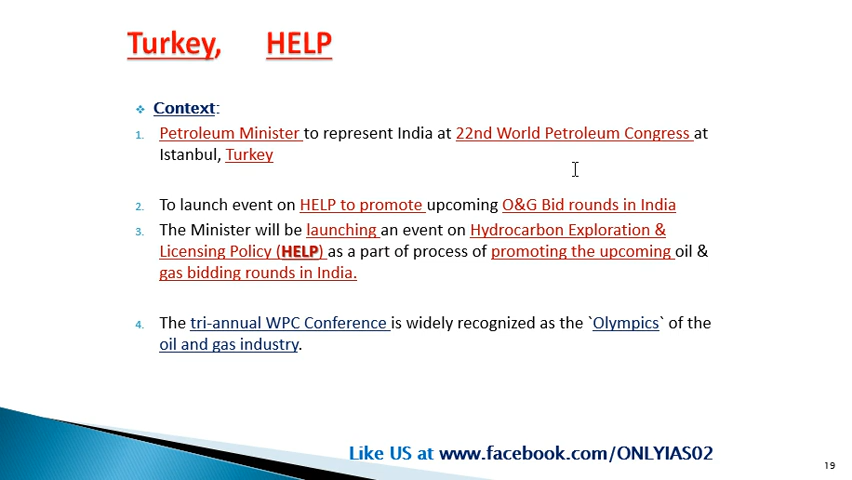 Turkey, HELP
❖ Context:
1. Petroleum Minister to represent India at 22nd World Petroleum Congress at
Istanbul, Turkey
2. To launch event on HELP to promote upcoming O&G Bid rounds in India
3. The Minister will be launching an event on Hydrocarbon Exploration &
Licensing Policy (HELP) as a part of process of promoting the upcoming oil &
gas bidding rounds in India.
4. The tri-annual WPC Conference is widely recognized as the `Olympics` of the
oil and gas industry.
Like US at www.facebook.com/ONLYIAS02
19